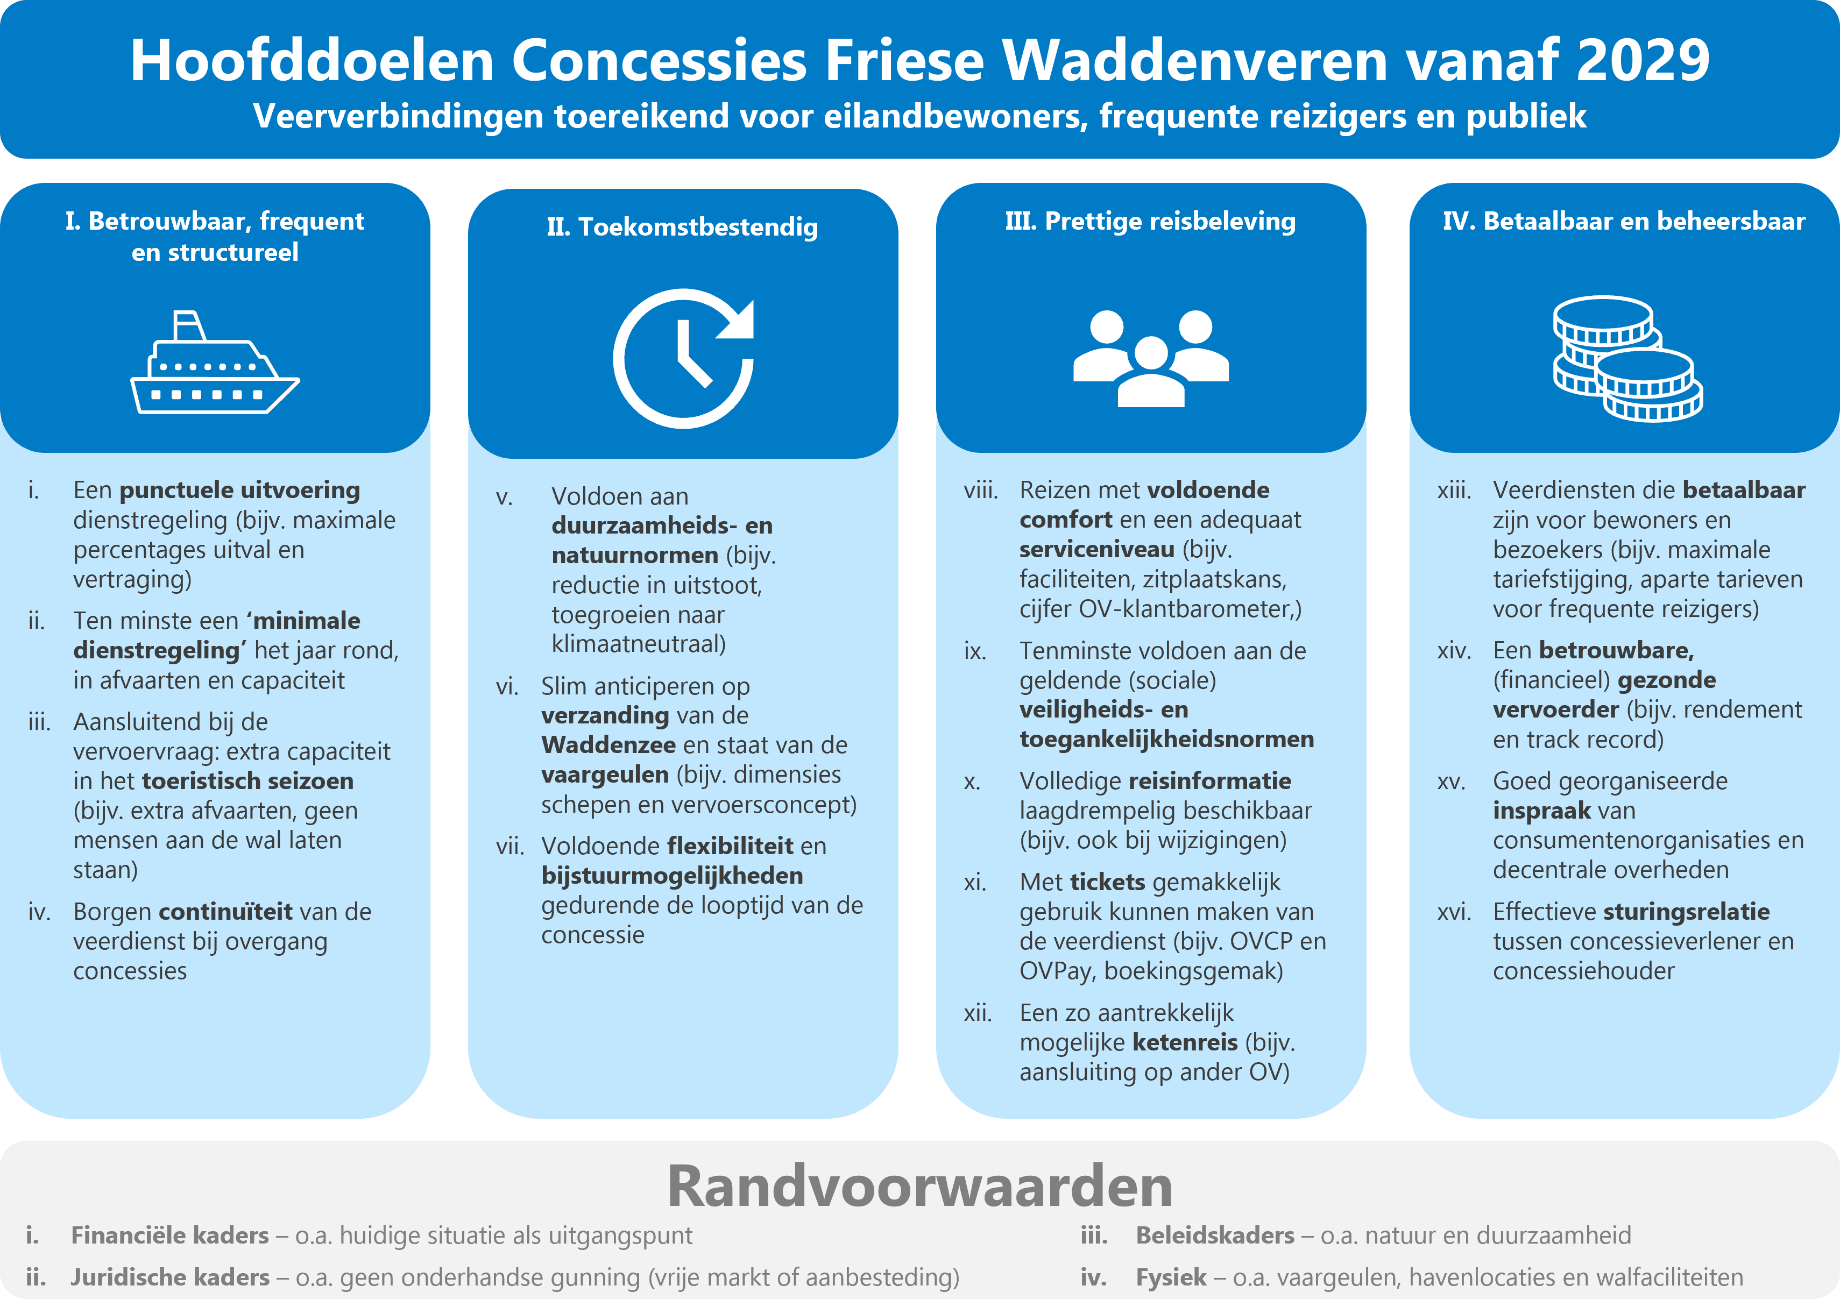 Hoofddoelen Concessies Friese Waddenveren vanaf 2029
Veerverbindingen toereikend voor eilandbewoners, frequente reizigers en publiek
I. Betrouwbaar, frequent
en structureel
i. Een punctuele uitvoering
dienstregeling (bijv. maximale
percentages uitval en
vertraging)
ii. Ten minste een ‘minimale
dienstregeling’ het jaar rond,
in afvaarten en capaciteit
iii. Aansluitend bij de
vervoervraag: extra capaciteit
in het toeristisch seizoen
(bijv. extra afvaarten, geen
mensen aan de wal laten
staan)
iv. Borgen continuïteit van de
veerdienst bij overgang
concessies
II. Toekomstbestendig
v. Voldoen aan
duurzaamheids- en
natuurnormen (bijv.
reductie in uitstoot,
toegroeien naar
klimaatneutraal)
vi. Slim anticiperen op
verzanding van de
Waddenzee en staat van de
vaargeulen (bijv. dimensies
schepen en vervoersconcept)
vii. Voldoende flexibiliteit en
bijstuurmogelijkheden
gedurende de looptijd van de
concessie
III. Prettige reisbeleving
viii. Reizen met voldoende
comfort en een adequaat
serviceniveau (bijv.
faciliteiten, zitplaatskans,
cijfer OV-klantbarometer,)
ix. Tenminste voldoen aan de
geldende (sociale)
veiligheids- en
toegankelijkheidsnormen
x. Volledige reisinformatie
laagdrempelig beschikbaar
(bijv. ook bij wijzigingen)
xi. Met tickets gemakkelijk
gebruik kunnen maken van
de veerdienst (bijv. OVCP en
OVPay, boekingsgemak)
xii. Een zo aantrekkelijk
mogelijke ketenreis (bijv.
aansluiting op ander OV)
IV. Betaalbaar en beheersbaar
xiii. Veerdiensten die betaalbaar
zijn voor bewoners en
bezoekers (bijv. maximale
tariefstijging, aparte tarieven
voor frequente reizigers)
xiv. Een betrouwbare,
(financieel) gezonde
vervoerder (bijv. rendement
en track record)
xv. Goed georganiseerde
inspraak van
consumentenorganisaties en
decentrale overheden
xvi. Effectieve sturingsrelatie
tussen concessieverlener en
concessiehouder
Randvoorwaarden
i. Financiële kaders – o.a. huidige situatie als uitgangspunt
ii. Juridische kaders – o.a. geen onderhandse gunning (vrije markt of aanbesteding)
iii. Beleidskaders – o.a. natuur en duurzaamheid
iv. Fysiek – o.a. vaargeulen, havenlocaties en walfaciliteiten